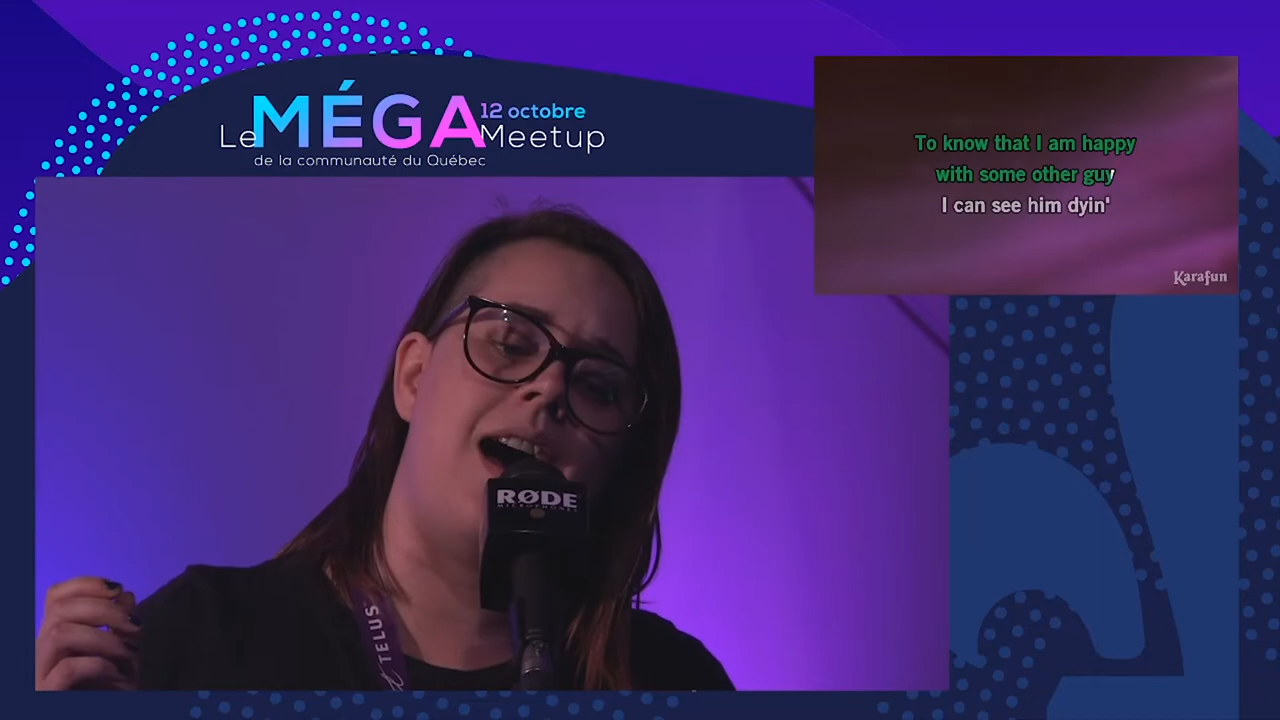 12 octobre
Le MÉGA Meetup
de la communauté du Québec
To know that I am happy
with some other guy
I can see him dyin'
Karafun
RØDE
MICROPHONES
TELUS